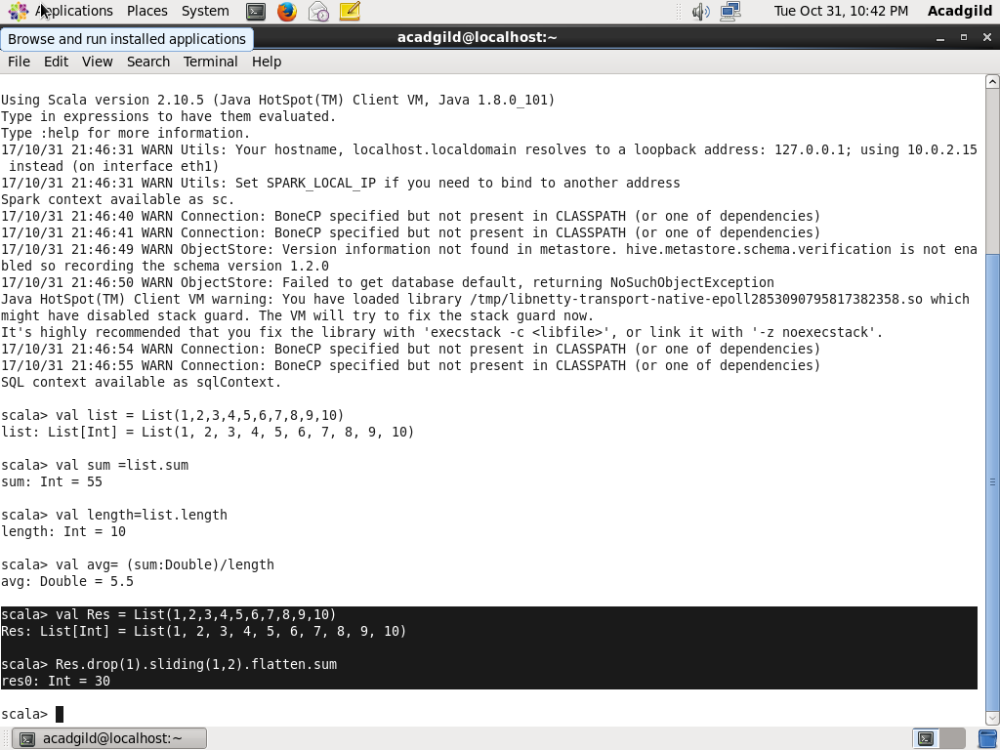 Applications Places System Tue Oct 31, 10:42 PM Acadgild
Browse and run installed applications
acadgild@localhost:~
File Edit View Search Terminal Help
Using Scala version 2.10.5 (Java HotSpot(TM) Client VM, Java 1.8.0_101)
Type in expressions to have them evaluated.
Type :help for more information.
17/10/31 21:46:31 WARN Utils: Your hostname, localhost.localdomain resolves to a loopback address: 127.0.0.1; using 10.0.2.15
 instead (on interface eth1)
17/10/31 21:46:31 WARN Utils: Set SPARK_LOCAL_IP if you need to bind to another address
Spark context available as sc.
17/10/31 21:46:40 WARN Connection: BoneCP specified but not present in CLASSPATH (or one of dependencies)
17/10/31 21:46:41 WARN Connection: BoneCP specified but not present in CLASSPATH (or one of dependencies)
17/10/31 21:46:49 WARN ObjectStore: Version information not found in metastore. hive.metastore.schema.verification is not ena
bled so recording the schema version 1.2.0
17/10/31 21:46:50 WARN ObjectStore: Failed to get database default, returning NoSuchObjectException
Java HotSpot(TM) Client VM warning: You have loaded library /tmp/libnetty-transport-native-epoll2853090795817382358.so which
might have disabled stack guard. The VM will try to fix the stack guard now.
It's highly recommended that you fix the library with 'execstack -c <libfile>', or link it with '-z noexecstack'.
17/10/31 21:46:54 WARN Connection: BoneCP specified but not present in CLASSPATH (or one of dependencies)
17/10/31 21:46:55 WARN Connection: BoneCP specified but not present in CLASSPATH (or one of dependencies)
SQL context available as sqlContext.
scala> val list = List(1,2,3,4,5,6,7,8,9,10)
list: List[Int] = List(1, 2, 3, 4, 5, 6, 7, 8, 9, 10)
scala> val sum =list.sum
sum: Int = 55
scala> val length=list.length
length: Int = 10
scala> val avg= (sum:Double)/length
avg: Double = 5.5
scala> val Res = List(1,2,3,4,5,6,7,8,9,10)
Res: List[Int] = List(1, 2, 3, 4, 5, 6, 7, 8, 9, 10)
scala> Res.drop(1).sliding(1,2).flatten.sum
res0: Int = 30
scala>
acadgild@localhost:~